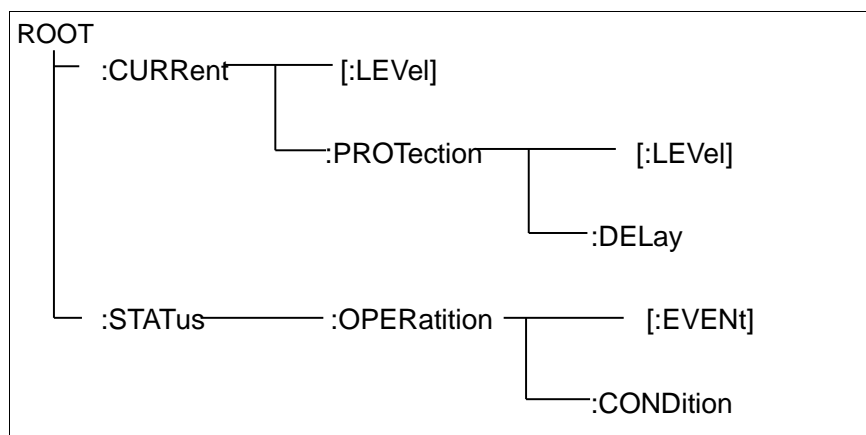 ROOT
:CURRent [:LEVel]
:PROTection [:LEVel]
:DELay
:STATus :OPERatition [:EVENt]
:CONDition